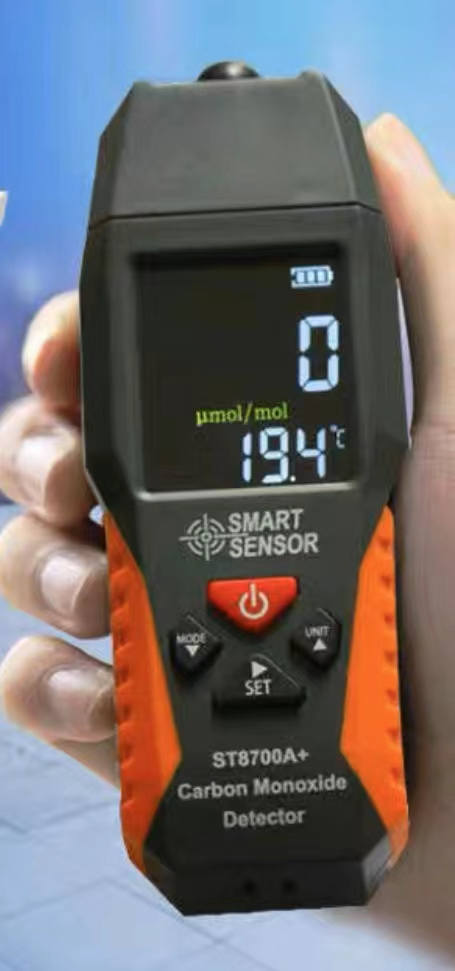 0
µmol/mol
19.4°C
SMART
SENSOR
MODE
UNIT
SET
ST8700A+
Carbon Monoxide
Detector